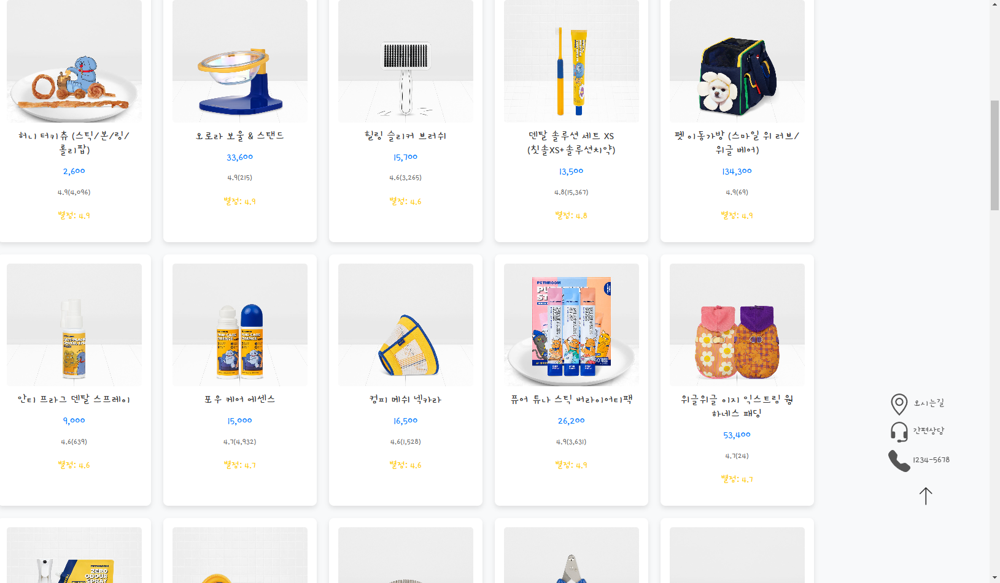 허니 터키츄 (스틱/본/링/
롤리팝)
2,600
4.9(4,096)
별점: 4.9
오로라 보울 & 스탠드
33,600
4.9(215)
별점: 4.9
힐링 슬리커 브러쉬
15,700
4.6(3,265)
별점: 4.6
덴탈 솔루션 세트 XS
(칫솔XS+솔루션치약)
13,500
4.8(15,367)
별점: 4.8
펫 이동가방 (스마일 위 러브/
위글 베어)
134,300
4.9(69)
별점: 4.9
안티 프라그 덴탈 스프레이
9,000
4.6(639)
별점: 4.6
포우 케어 에센스
15,000
4.7(4,932)
별점: 4.7
컴피 메쉬 넥카라
16,500
4.6(1,528)
별점: 4.6
PETHROOM
퓨어 튜나 스틱 버라이어티팩
26,200
4.9(3,631)
별점: 4.9
위글위글 이지 익스트림 웜
하네스 패딩
53,400
4.7(24)
별점: 4.7
오시는길
간편상담
1234-5678
PETHROOM
ZERO
ODOUR
SPRAY